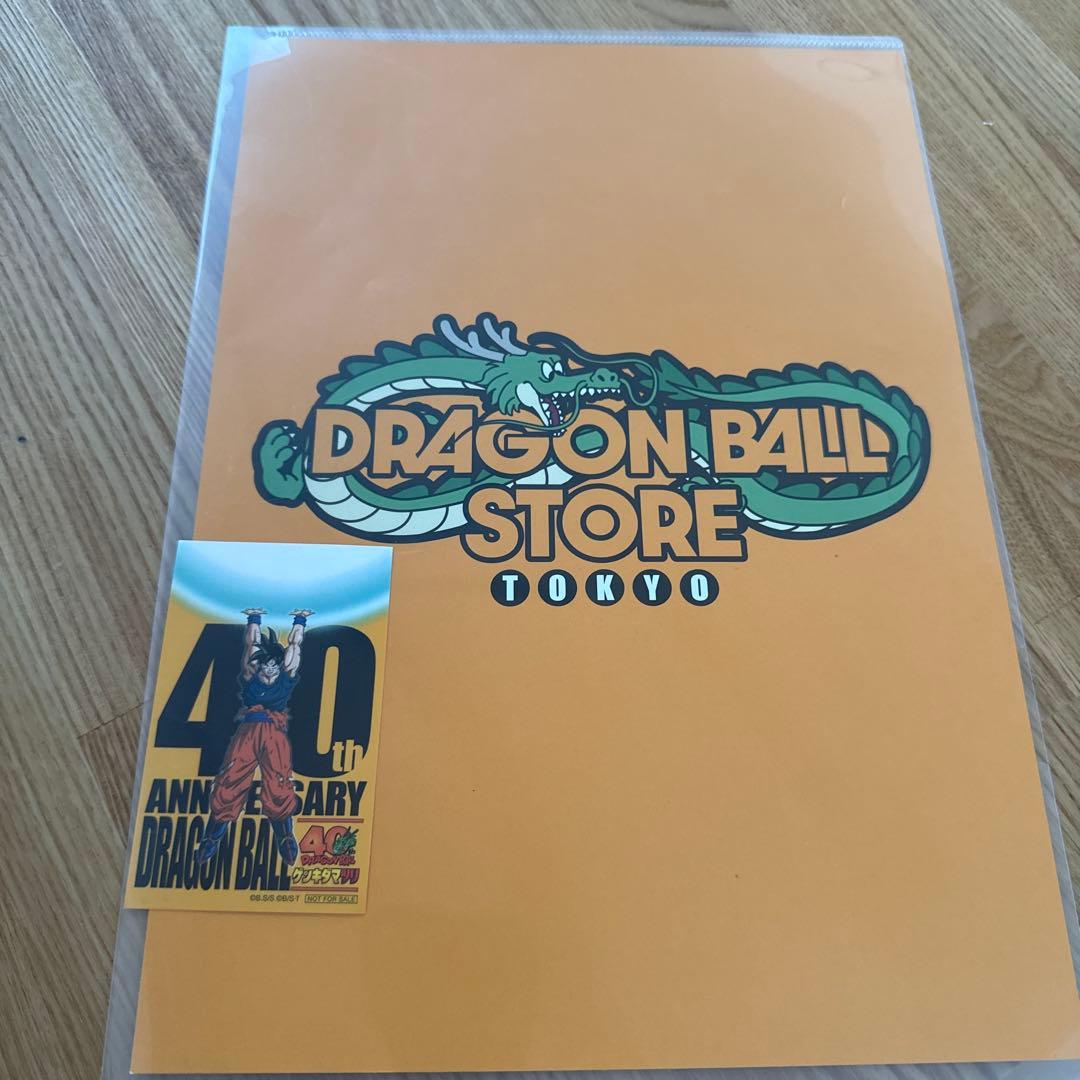 DRAGON BALL
STORE
TOKYO
40th
ANNIVERSARY
DRAGON BALL
40th
DRAGON BALL
ゲンキダマツリ
©B.S/S ©B/S･T NOT FOR SALE